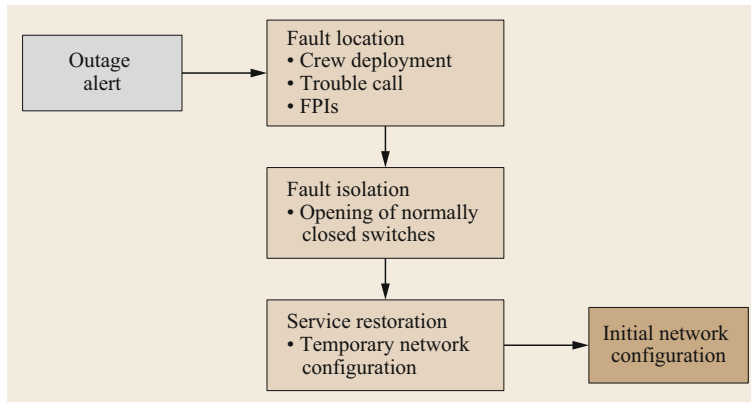 Outage
alert
Fault location
• Crew deployment
• Trouble call
• FPIs
Fault isolation
• Opening of normally
closed switches
Service restoration
• Temporary network
configuration
Initial network
configuration